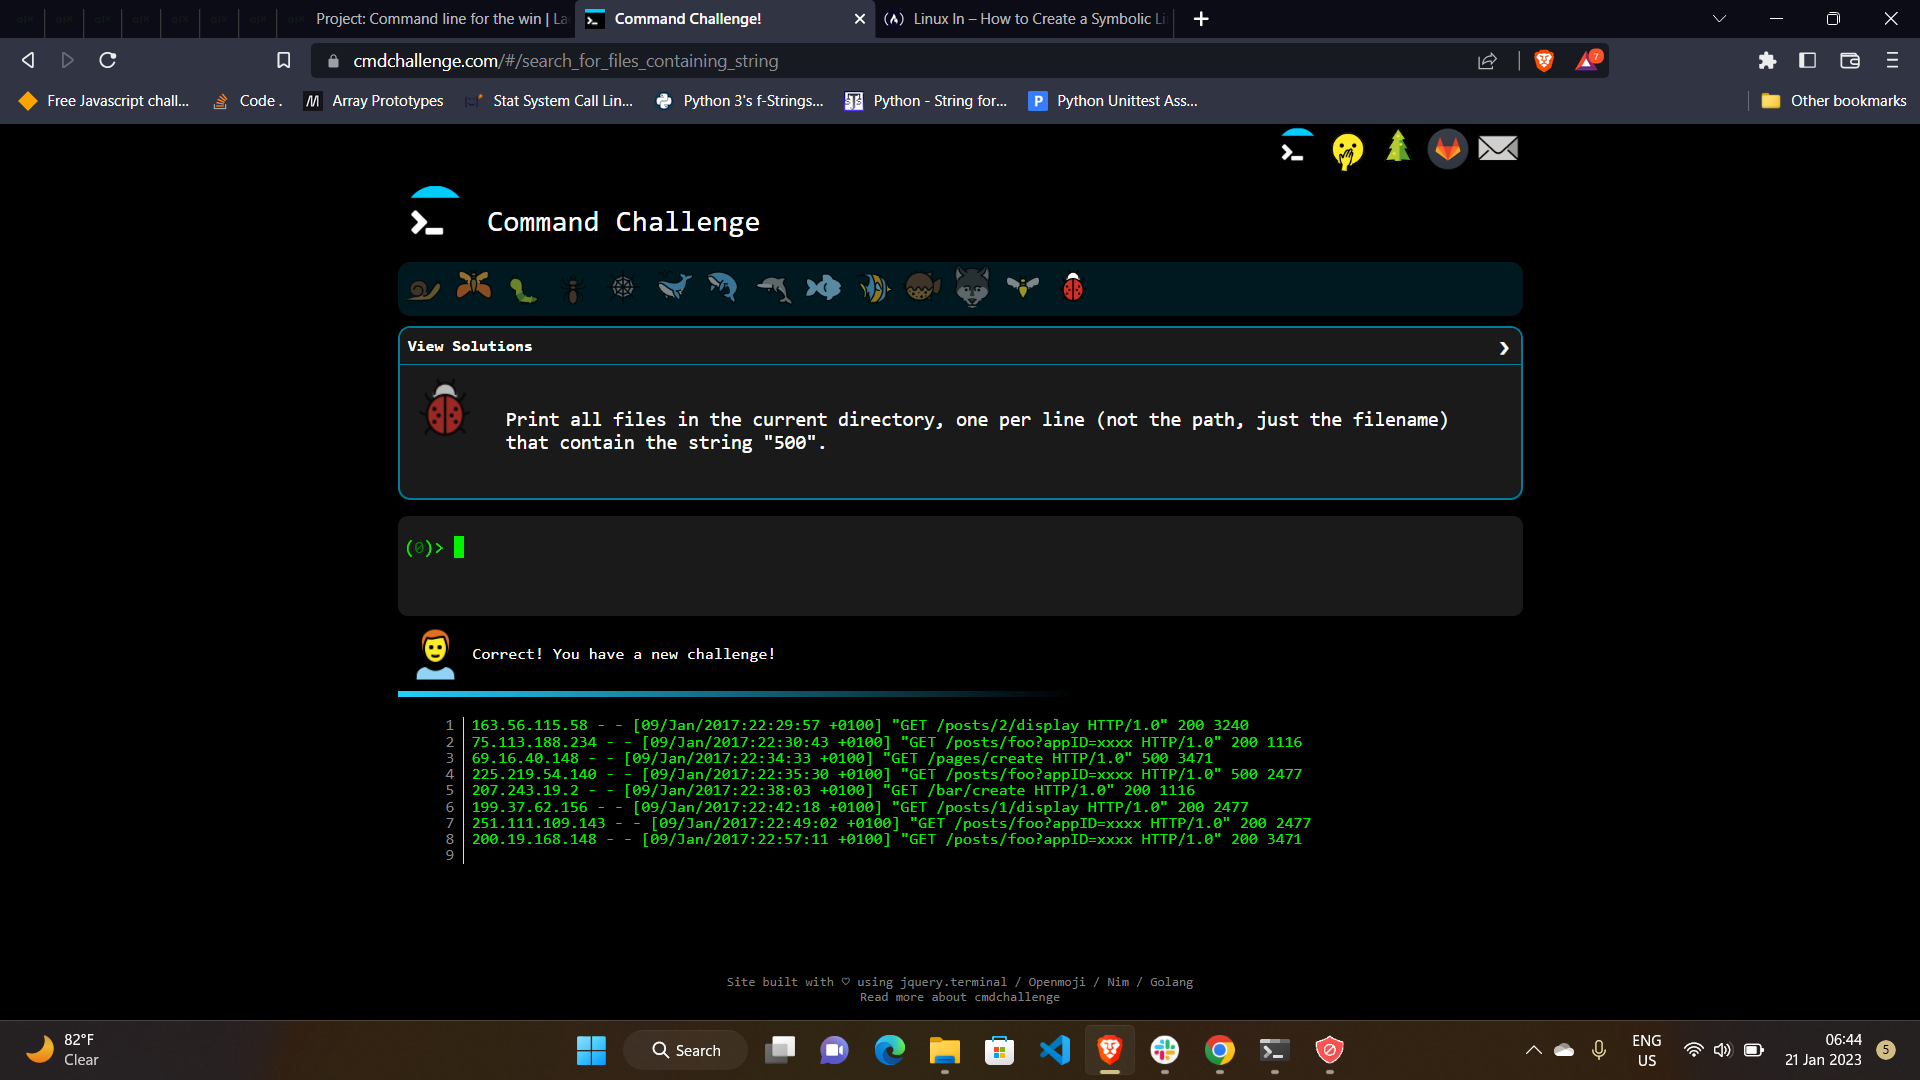 Project: Command line for the win | La
Command Challenge!
Linux ln – How to Create a Symbolic Li
cmdchallenge.com/#/search_for_files_containing_string
7
Free Javascript chall...
Code .
Array Prototypes
Stat System Call Lin...
Python 3's f-Strings...
Python - String for...
Python Unittest Ass...
Other bookmarks
Command Challenge
View Solutions
Print all files in the current directory, one per line (not the path, just the filename)
that contain the string "500".
(0)>
Correct! You have a new challenge!
1 163.56.115.58 - - [09/Jan/2017:22:29:57 +0100] "GET /posts/2/display HTTP/1.0" 200 3240
2 75.113.188.234 - - [09/Jan/2017:22:30:43 +0100] "GET /posts/foo?appID=xxxx HTTP/1.0" 200 1116
3 69.16.40.148 - - [09/Jan/2017:22:34:33 +0100] "GET /pages/create HTTP/1.0" 500 3471
4 225.219.54.140 - - [09/Jan/2017:22:35:30 +0100] "GET /posts/foo?appID=xxxx HTTP/1.0" 500 2477
5 207.243.19.2 - - [09/Jan/2017:22:38:03 +0100] "GET /bar/create HTTP/1.0" 200 1116
6 199.37.62.156 - - [09/Jan/2017:22:42:18 +0100] "GET /posts/1/display HTTP/1.0" 200 2477
7 251.111.109.143 - - [09/Jan/2017:22:49:02 +0100] "GET /posts/foo?appID=xxxx HTTP/1.0" 200 2477
8 200.19.168.148 - - [09/Jan/2017:22:57:11 +0100] "GET /posts/foo?appID=xxxx HTTP/1.0" 200 3471
9
Site built with ♡ using jquery.terminal / Openmoji / Nim / Golang
Read more about cmdchallenge
82°F
Clear
Search
ENG
US
06:44
21 Jan 2023
5